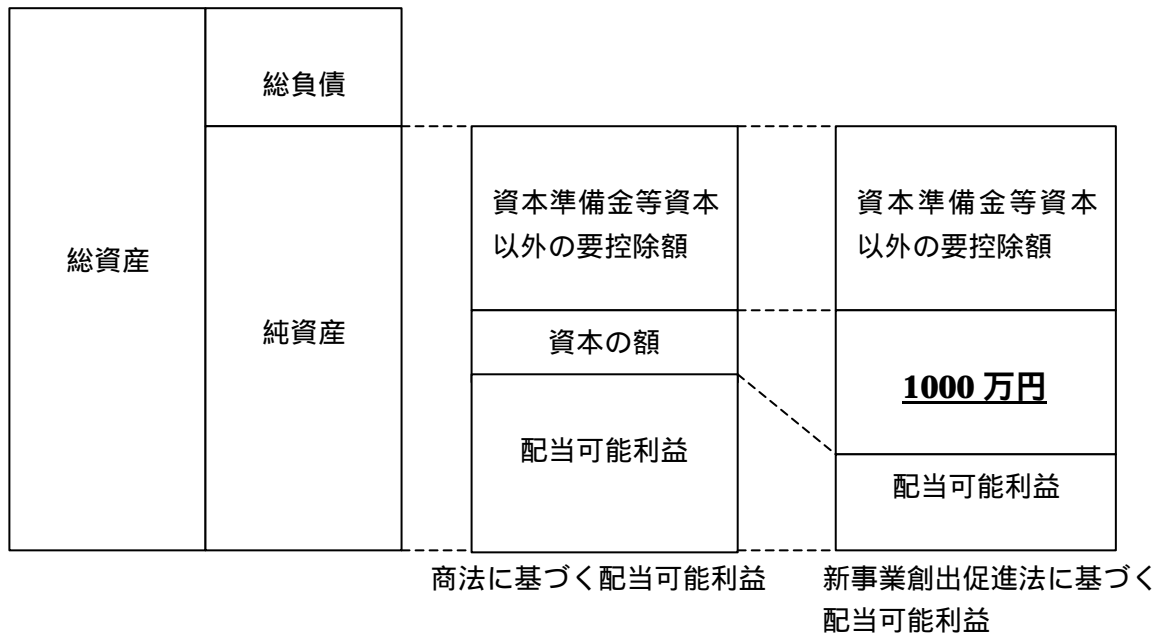 総資産
総負債
純資産
資本準備金等資本
以外の要控除額
資本の額
配当可能利益
商法に基づく配当可能利益
資本準備金等資本
以外の要控除額
1000 万円
配当可能利益
新事業創出促進法に基づく
配当可能利益